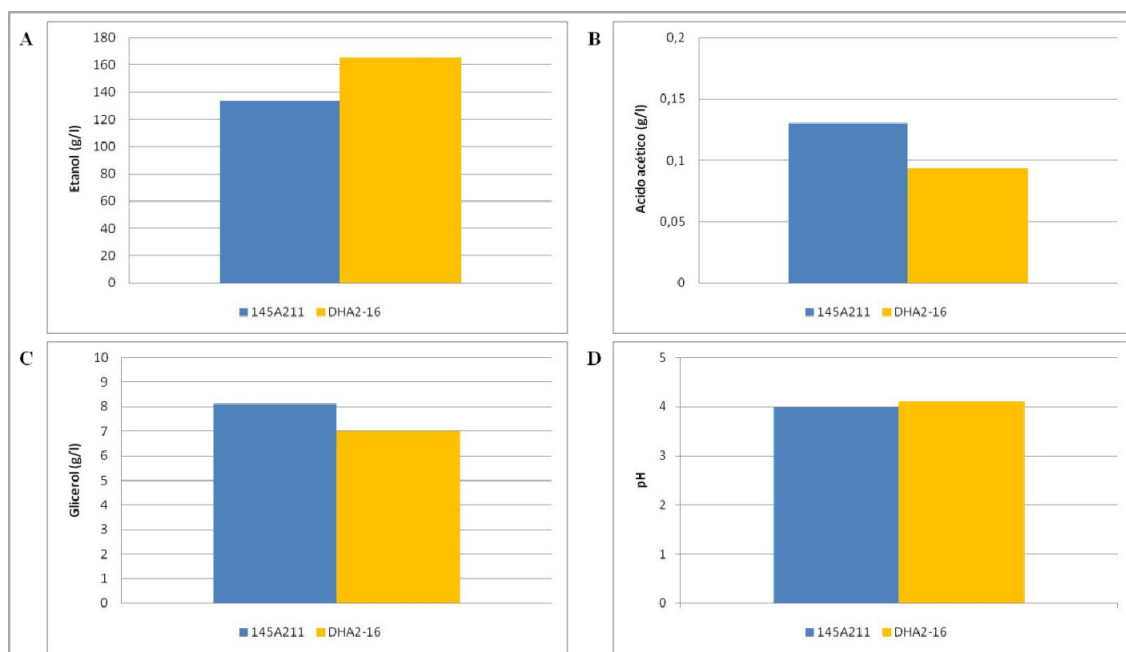 A
Etanol (g/l)
180
160
140
120
100
80
60
40
20
0
145A211 DHA2-16
B
Acido acético (g/l)
0,2
0,15
0,1
0,05
0
145A211 DHA2-16
C
Glicerol (g/l)
10
9
8
7
6
5
4
3
2
1
0
145A211 DHA2-16
D
pH
5
4
3
2
1
0
145A211 DHA2-16